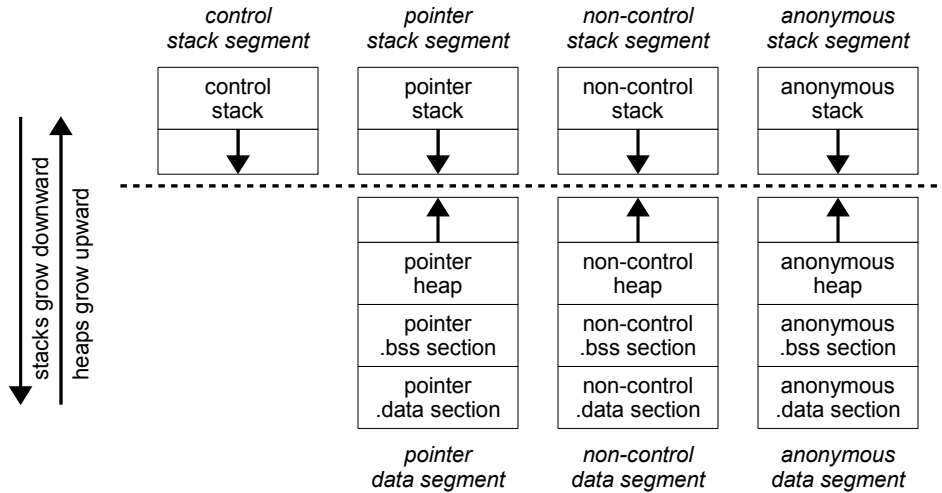 control
stack segment
pointer
stack segment
non-control
stack segment
anonymous
stack segment
control
stack
pointer
stack
non-control
stack
anonymous
stack
stacks grow downward
heaps grow upward
pointer
heap
non-control
heap
anonymous
heap
pointer
.bss section
non-control
.bss section
anonymous
.bss section
pointer
.data section
non-control
.data section
anonymous
.data section
pointer
data segment
non-control
data segment
anonymous
data segment